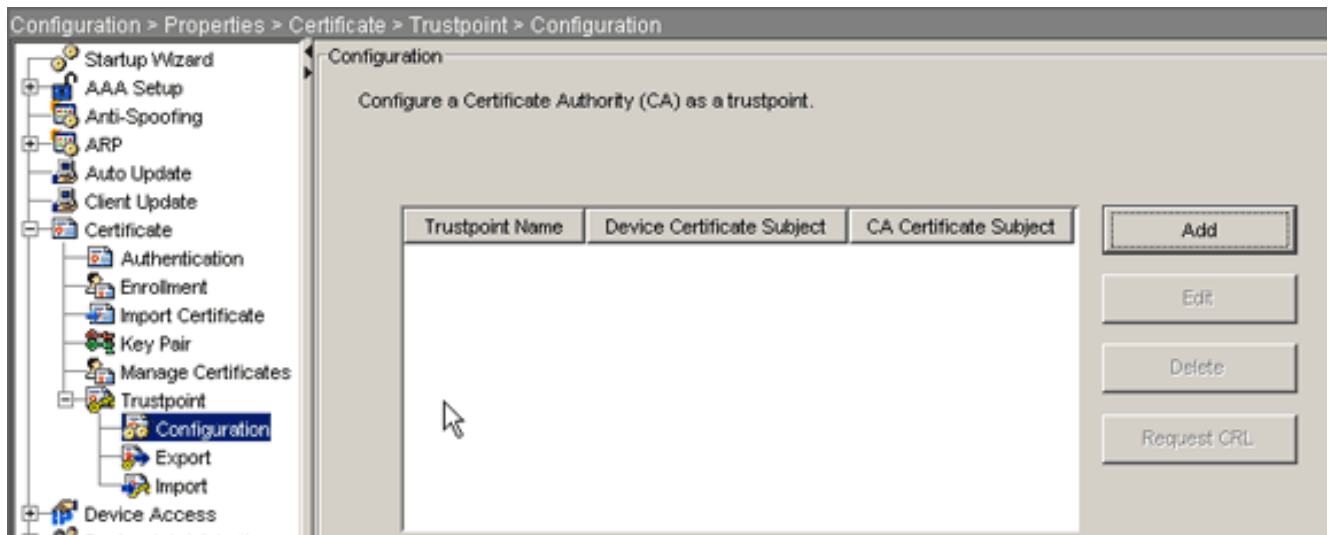 Configuration > Properties > Certificate > Trustpoint > Configuration
Startup Wizard
AAA Setup
Anti-Spoofing
ARP
Auto Update
Client Update
Certificate
Authentication
Enrollment
Import Certificate
Key Pair
Manage Certificates
Trustpoint
Configuration
Export
Import
Device Access
Configuration
Configure a Certificate Authority (CA) as a trustpoint.
Trustpoint Name
Device Certificate Subject
CA Certificate Subject
Add
Edit
Delete
Request CRL